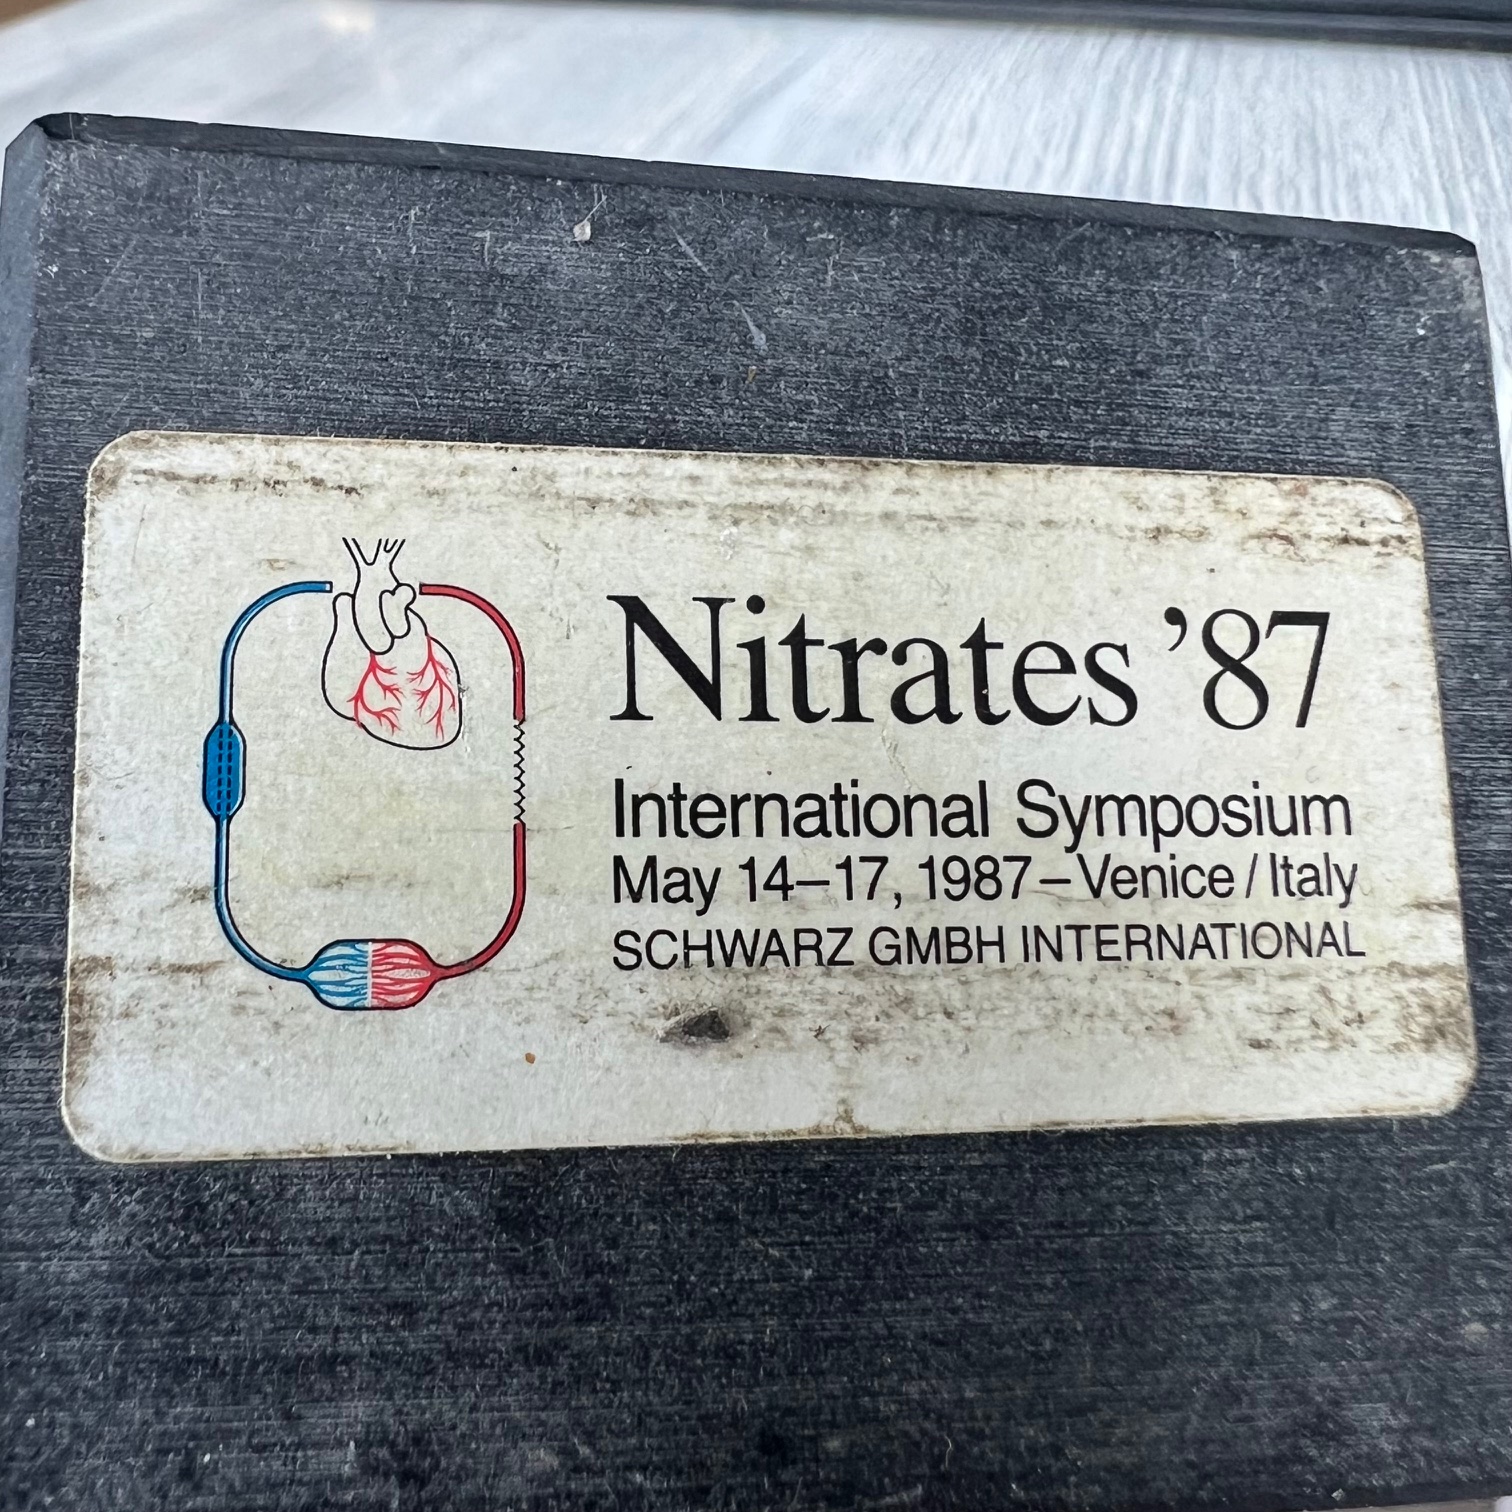 Nitrates ’87
International Symposium
May 14–17, 1987–Venice / Italy
SCHWARZ GMBH INTERNATIONAL